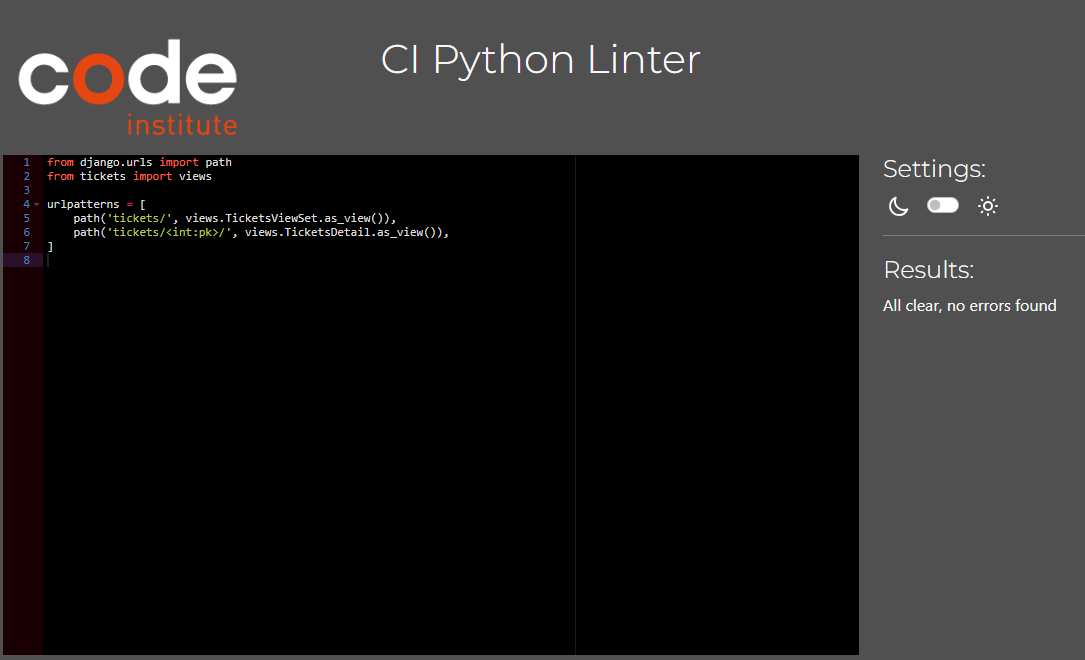 code
institute
CI Python Linter
1 from django.urls import path
2 from tickets import views
3
4 urlpatterns = [
5     path('tickets/', views.TicketsViewSet.as_view()),
6     path('tickets/<int:pk>/', views.TicketsDetail.as_view()),
7 ]
8
Settings:
Results:
All clear, no errors found